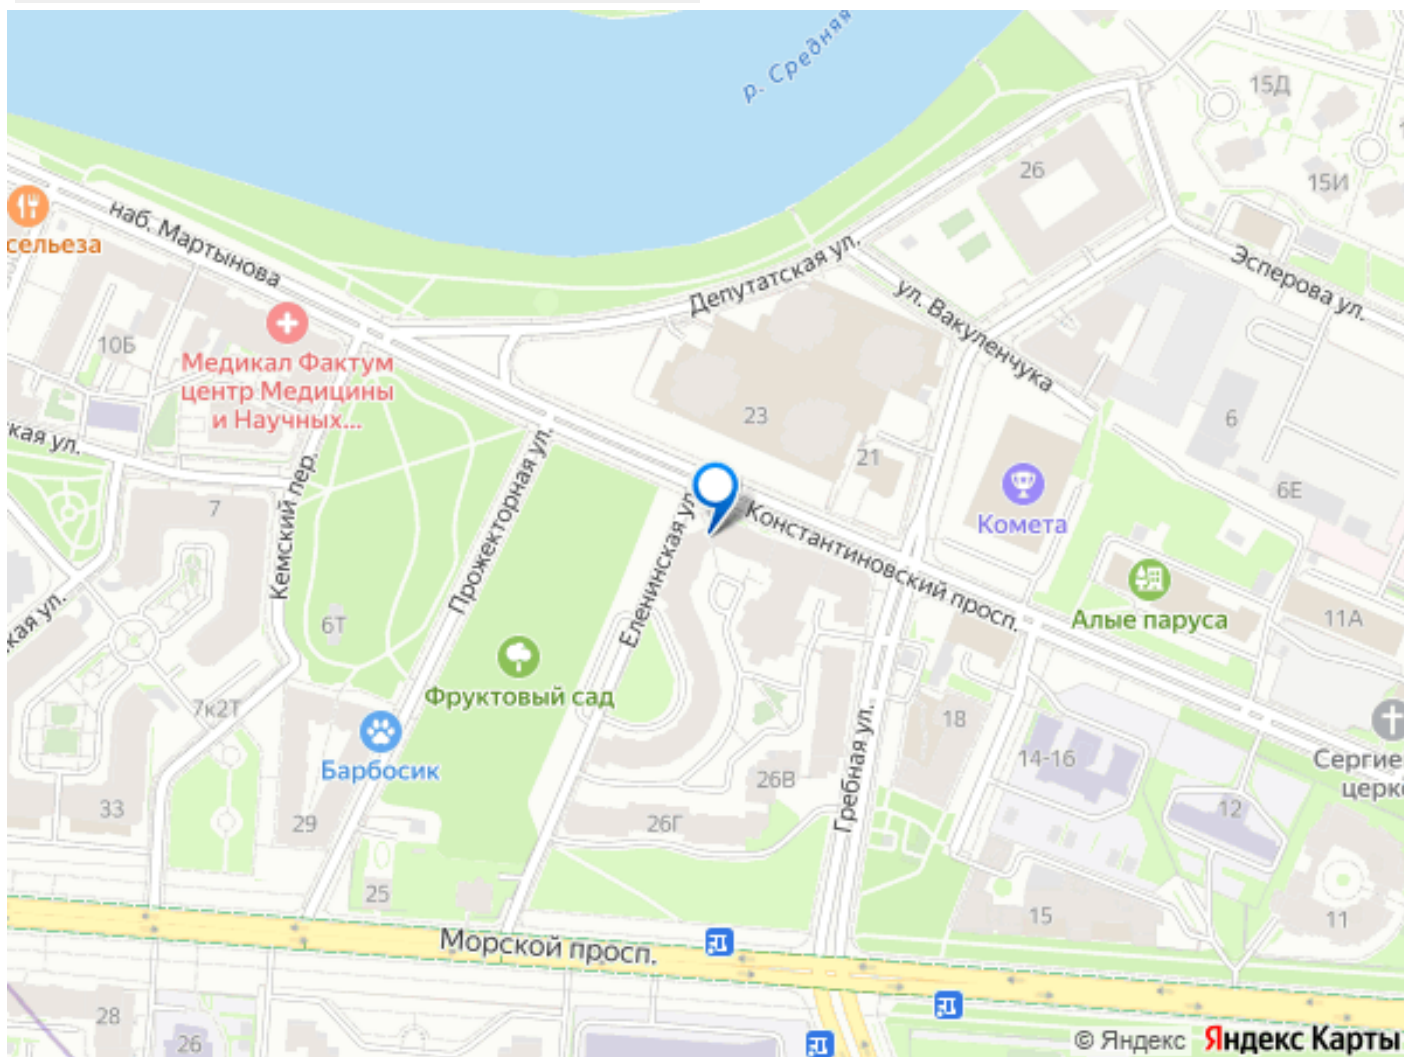 р. Средняя
15Д
26
15И
наб. Мартынова
сельеза
Депутатская ул.
Эсперова ул.
ул. Вакуленчука
10Б
Медикал Фактум
центр Медицины
и Научных...
23
6
кая ул.
21
6Е
7
Кемский пер.
Прожекторная ул.
Еленинская ул.
Константиновский просп.
Комета
Алые паруса
11А
кая ул.
6Т
Фруктовый сад
7к2Т
18
14-16
Сергие
церко
Барбосик
26В
Гребная ул.
12
33
29
26Г
25
15
11
Морской просп.
28
26
© Яндекс Яндекс Карты